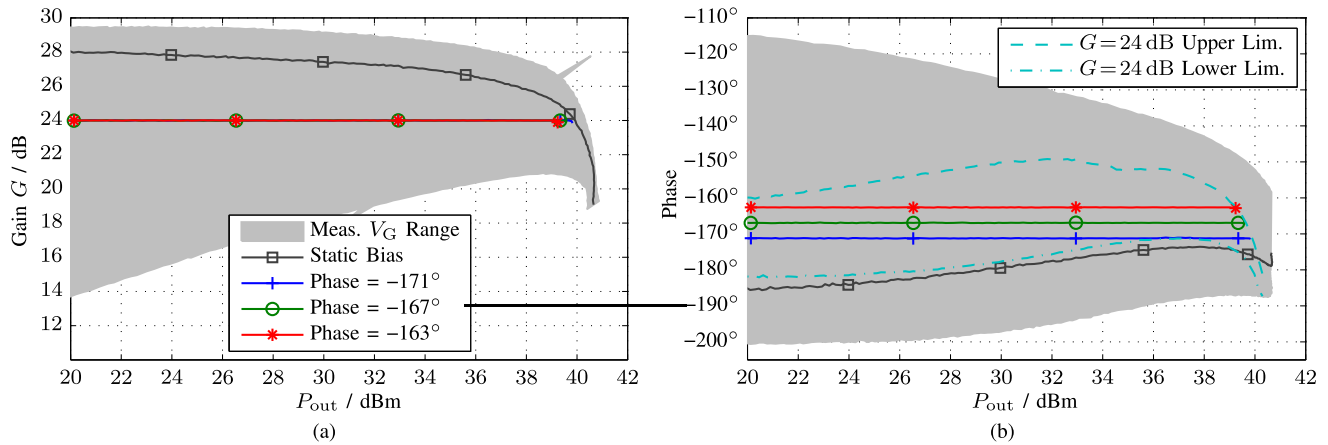 30
28
26
24
22
20
18
16
14
12
Gain G / dB
20 22 24 26 28 30 32 34 36 38 40 42
P_out / dBm
Meas. V_G Range
Static Bias
Phase = −171°
Phase = −167°
Phase = −163°
(a)
−110°
−120°
−130°
−140°
−150°
−160°
−170°
−180°
−190°
−200°
Phase
20 22 24 26 28 30 32 34 36 38 40 42
P_out / dBm
G = 24 dB Upper Lim.
G = 24 dB Lower Lim.
(b)